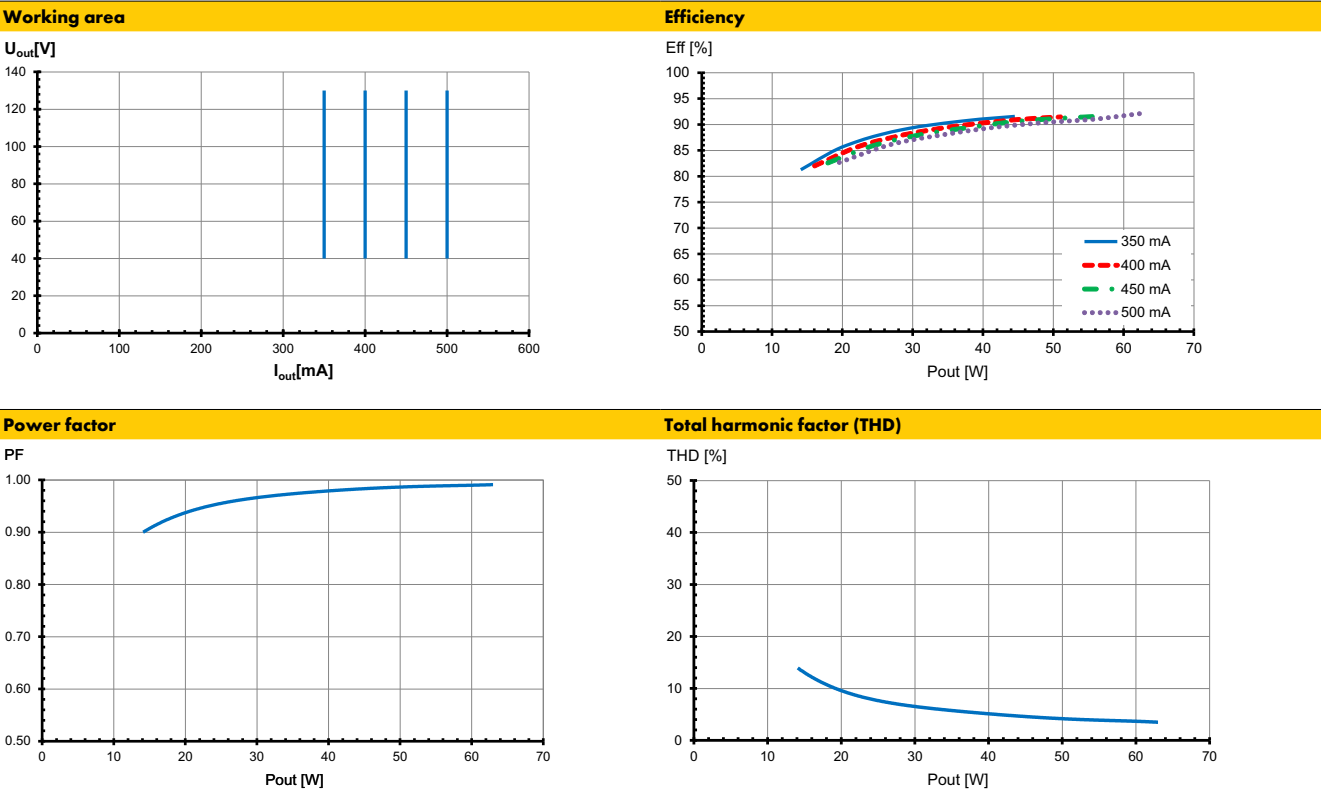 Working area
U_out[V]
140
120
100
80
60
40
20
0
0 100 200 300 400 500 600
I_out[mA]
Efficiency
Eff [%]
100
95
90
85
80
75
70
65
60
55
50
350 mA
400 mA
450 mA
500 mA
0 10 20 30 40 50 60 70
Pout [W]
Power factor
PF
1.00
0.90
0.80
0.70
0.60
0.50
0 10 20 30 40 50 60 70
Pout [W]
Total harmonic factor (THD)
THD [%]
50
40
30
20
10
0
0 10 20 30 40 50 60 70
Pout [W]